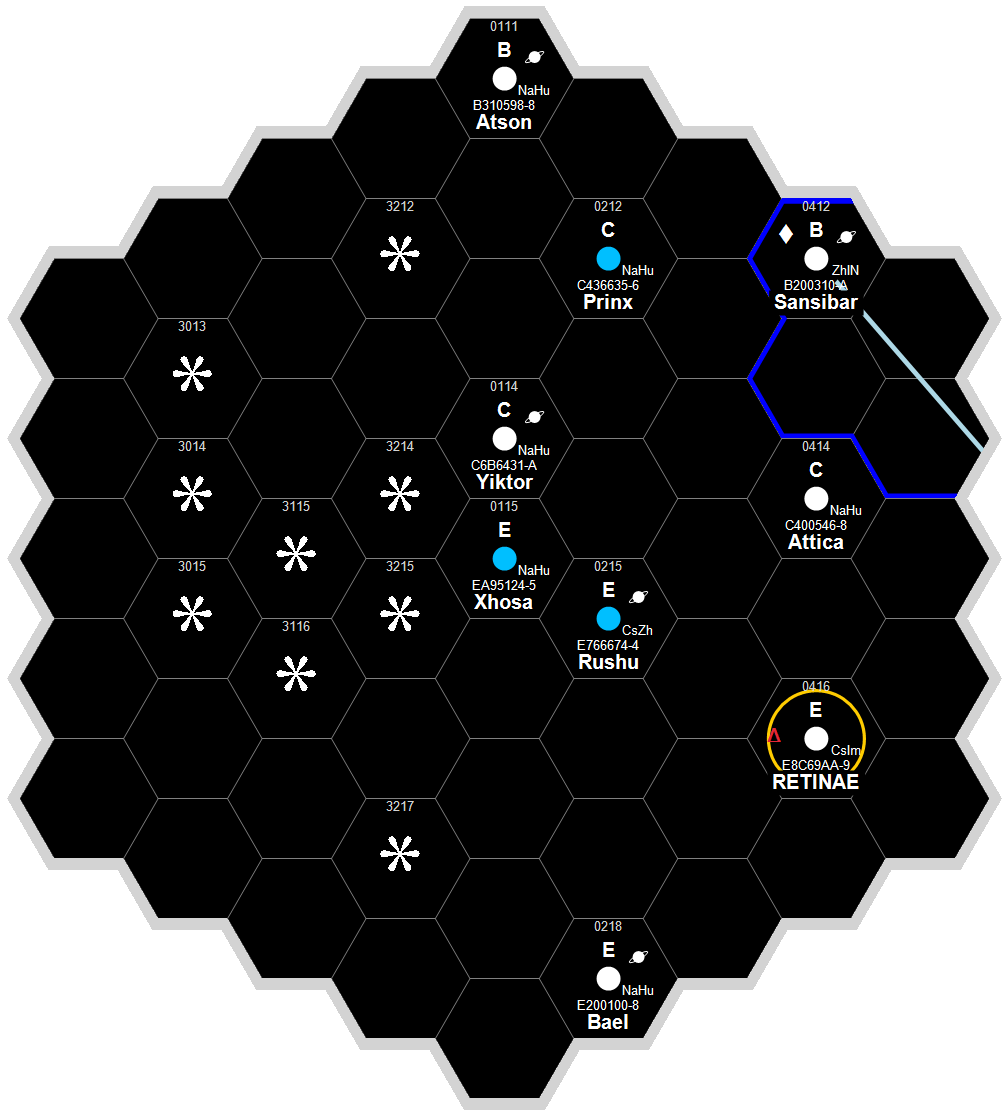 0111
B
NaHu
B310598-8
Atson
3212
0212
C
NaHu
C436635-6
Prinx
0412
B
ZhIN
B200310-A
Sansibar
3013
0114
C
NaHu
C6B6431-A
Yiktor
3014
3214
0414
C
NaHu
C400546-8
Attica
3115
0115
E
NaHu
EA95124-5
Xhosa
3015
3215
0215
E
CsZh
E766674-4
Rushu
3116
0416
E
CsIm
E8C69AA-9
RETINAE
3217
0218
E
NaHu
E200100-8
Bael